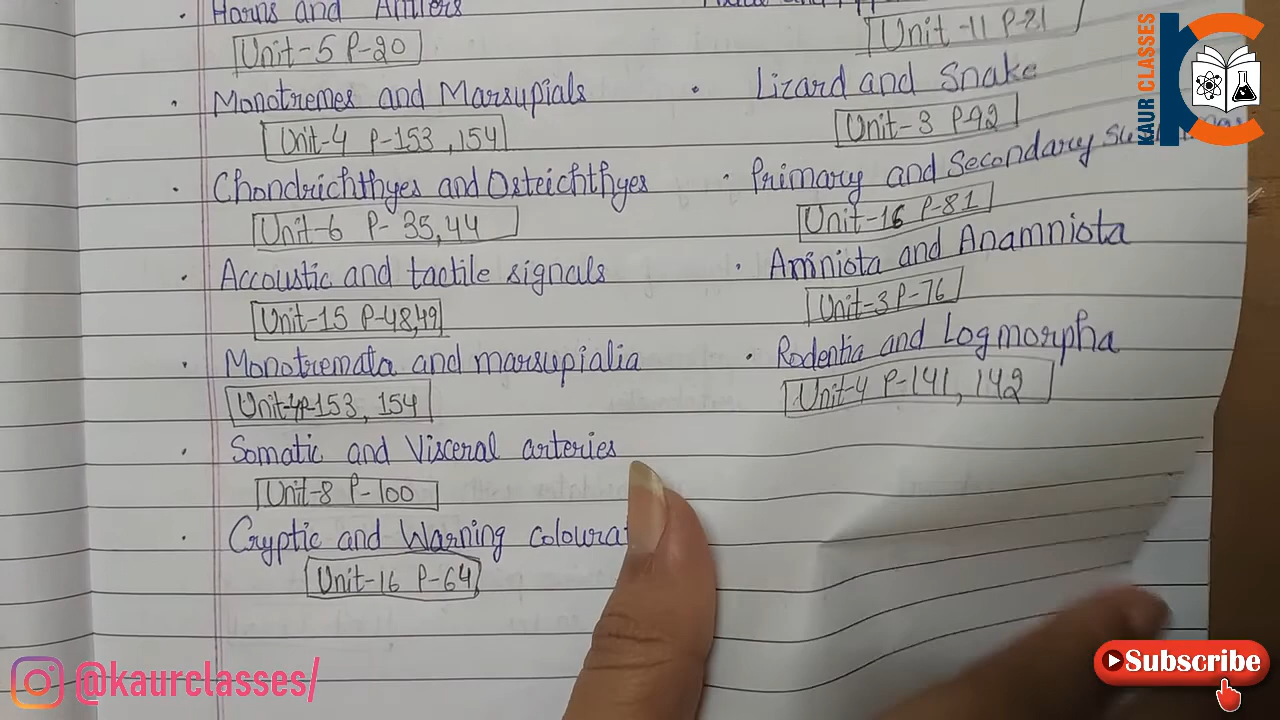 . Horns and Antlers
Unit-5 P-20
. Monotremes and Marsupials
Unit-4 P-153,154
. Chondrichthyes and Osteichthyes
Unit-6 P-35,44
. Accoustic and tactile signals
Unit-15 P-48,49
. Monotremata and marsupialia
Unit-4P-153, 154
. Somatic and Visceral arteries
Unit-8 P-100
. Cryptic and Warning colourat
Unit-16 P-64
Unit-11 P-21
. Lizard and Snake
Unit-3 P-92
. Primary and Secondary
Unit-16 P-81
. Amniota and Anamniota
Unit-3 P-76
. Rodentia and Logmorpha
Unit-4 P-141, 142
KAUR CLASSES
@kaurclasses/
Subscribe